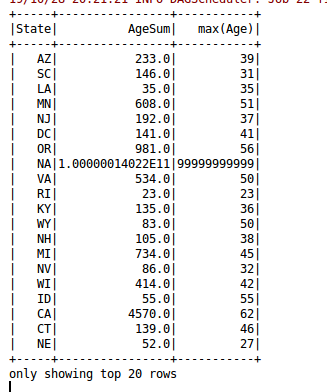 19/10/28 20:21:21 INFO DAGScheduler: Job 22 fi
+-----+----------------+-----------+
|State| AgeSum| max(Age)|
+-----+----------------+-----------+
| AZ| 233.0| 39|
| SC| 146.0| 31|
| LA| 35.0| 35|
| MN| 608.0| 51|
| NJ| 192.0| 37|
| DC| 141.0| 41|
| OR| 981.0| 56|
| NA|1.00000014022E11|99999999999|
| VA| 534.0| 50|
| RI| 23.0| 23|
| KY| 135.0| 36|
| WY| 83.0| 50|
| NH| 105.0| 38|
| MI| 734.0| 45|
| NV| 86.0| 32|
| WI| 414.0| 42|
| ID| 55.0| 55|
| CA| 4570.0| 62|
| CT| 139.0| 46|
| NE| 52.0| 27|
+-----+----------------+-----------+
only showing top 20 rows